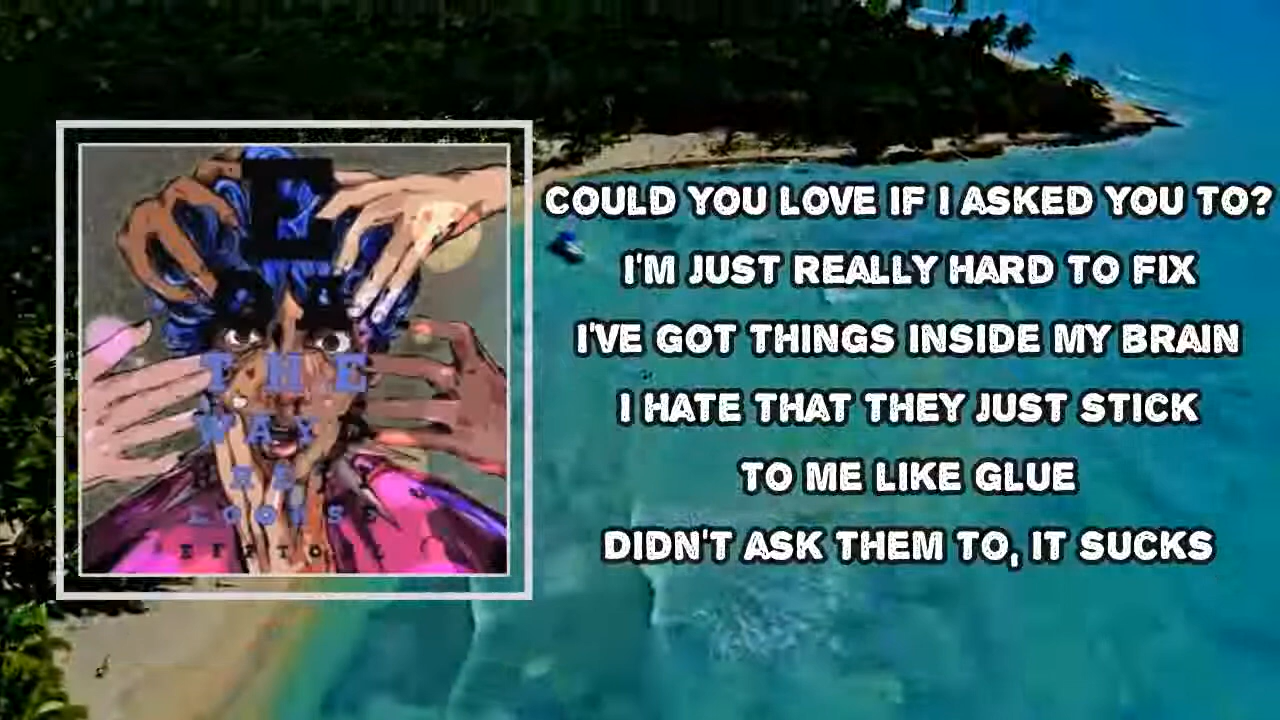 THE
WAY
COULD YOU LOVE IF I ASKED YOU TO?
I'M JUST REALLY HARD TO FIX
I'VE GOT THINGS INSIDE MY BRAIN
I HATE THAT THEY JUST STICK
TO ME LIKE GLUE
DIDN'T ASK THEM TO, IT SUCKS